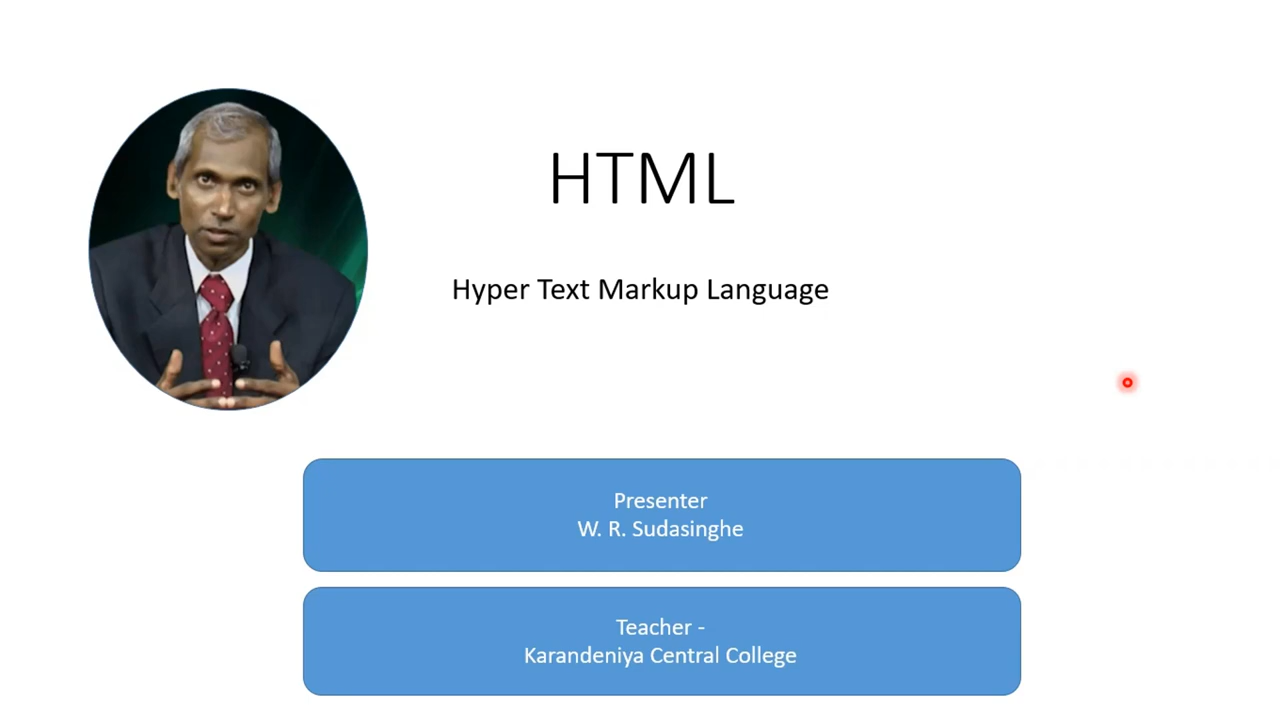 HTML
Hyper Text Markup Language
Presenter
W. R. Sudasinghe
Teacher -
Karandeniya Central College